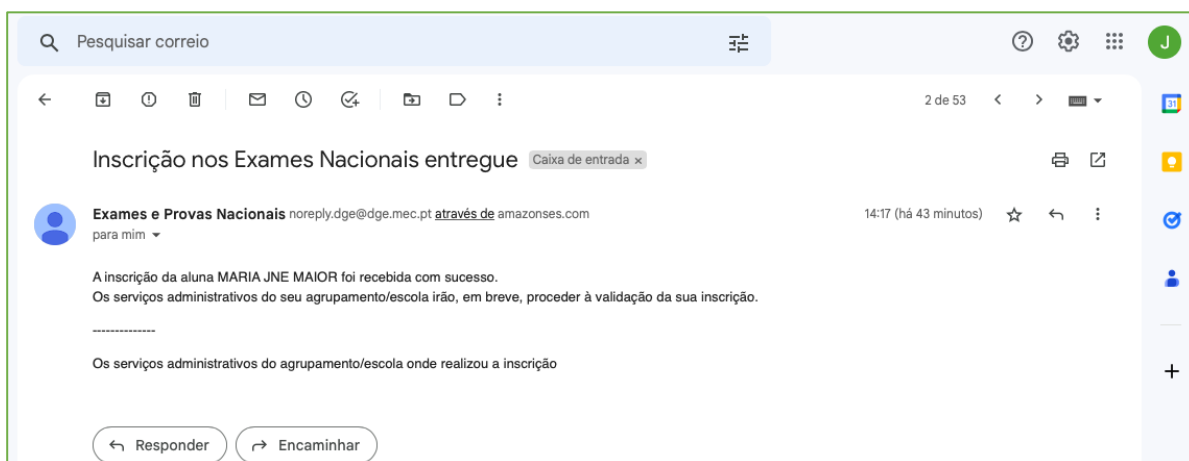 Pesquisar correio
J
2 de 53
31
Inscrição nos Exames Nacionais entregue Caixa de entrada ×
Exames e Provas Nacionais noreply.dge@dge.mec.pt através de amazonses.com 14:17 (há 43 minutos)
para mim
A inscrição da aluna MARIA JNE MAIOR foi recebida com sucesso.
Os serviços administrativos do seu agrupamento/escola irão, em breve, proceder à validação da sua inscrição.
--------------
Os serviços administrativos do agrupamento/escola onde realizou a inscrição
Responder Encaminhar